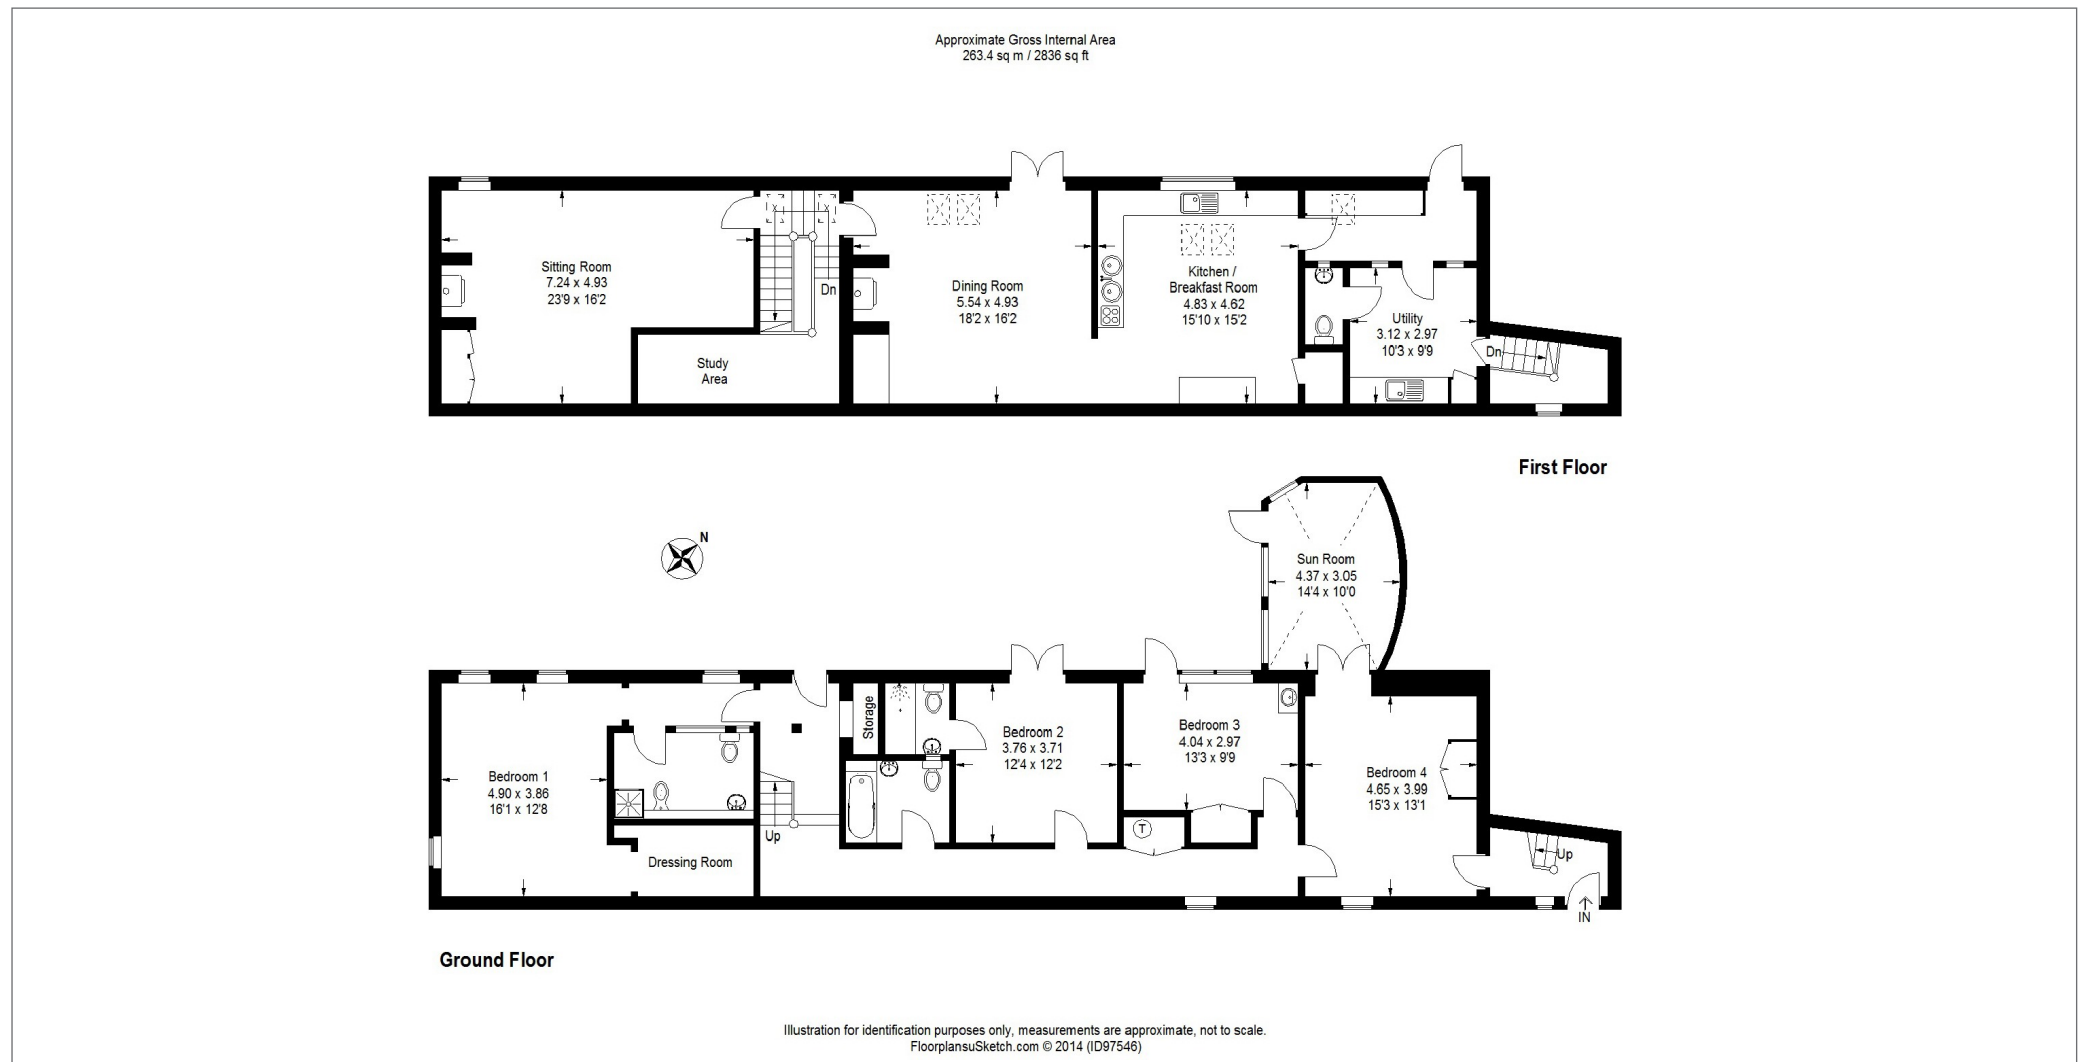 Approximate Gross Internal Area
263.4 sq m / 2836 sq ft
Sitting Room
7.24 x 4.93
23'9 x 16'2
Dn
Study
Area
Dining Room
5.54 x 4.93
18'2 x 16'2
Kitchen /
Breakfast Room
4.83 x 4.62
15'10 x 15'2
Utility
3.12 x 2.97
10'3 x 9'9
Dn
First Floor
N
Sun Room
4.37 x 3.05
14'4 x 10'0
Bedroom 1
4.90 x 3.86
16'1 x 12'8
Dressing Room
Up
Storage
Bedroom 2
3.76 x 3.71
12'4 x 12'2
Bedroom 3
4.04 x 2.97
13'3 x 9'9
T
Bedroom 4
4.65 x 3.99
15'3 x 13'1
Up
IN
Ground Floor
Illustration for identification purposes only, measurements are approximate, not to scale.
FloorplansuSketch.com © 2014 (ID97546)